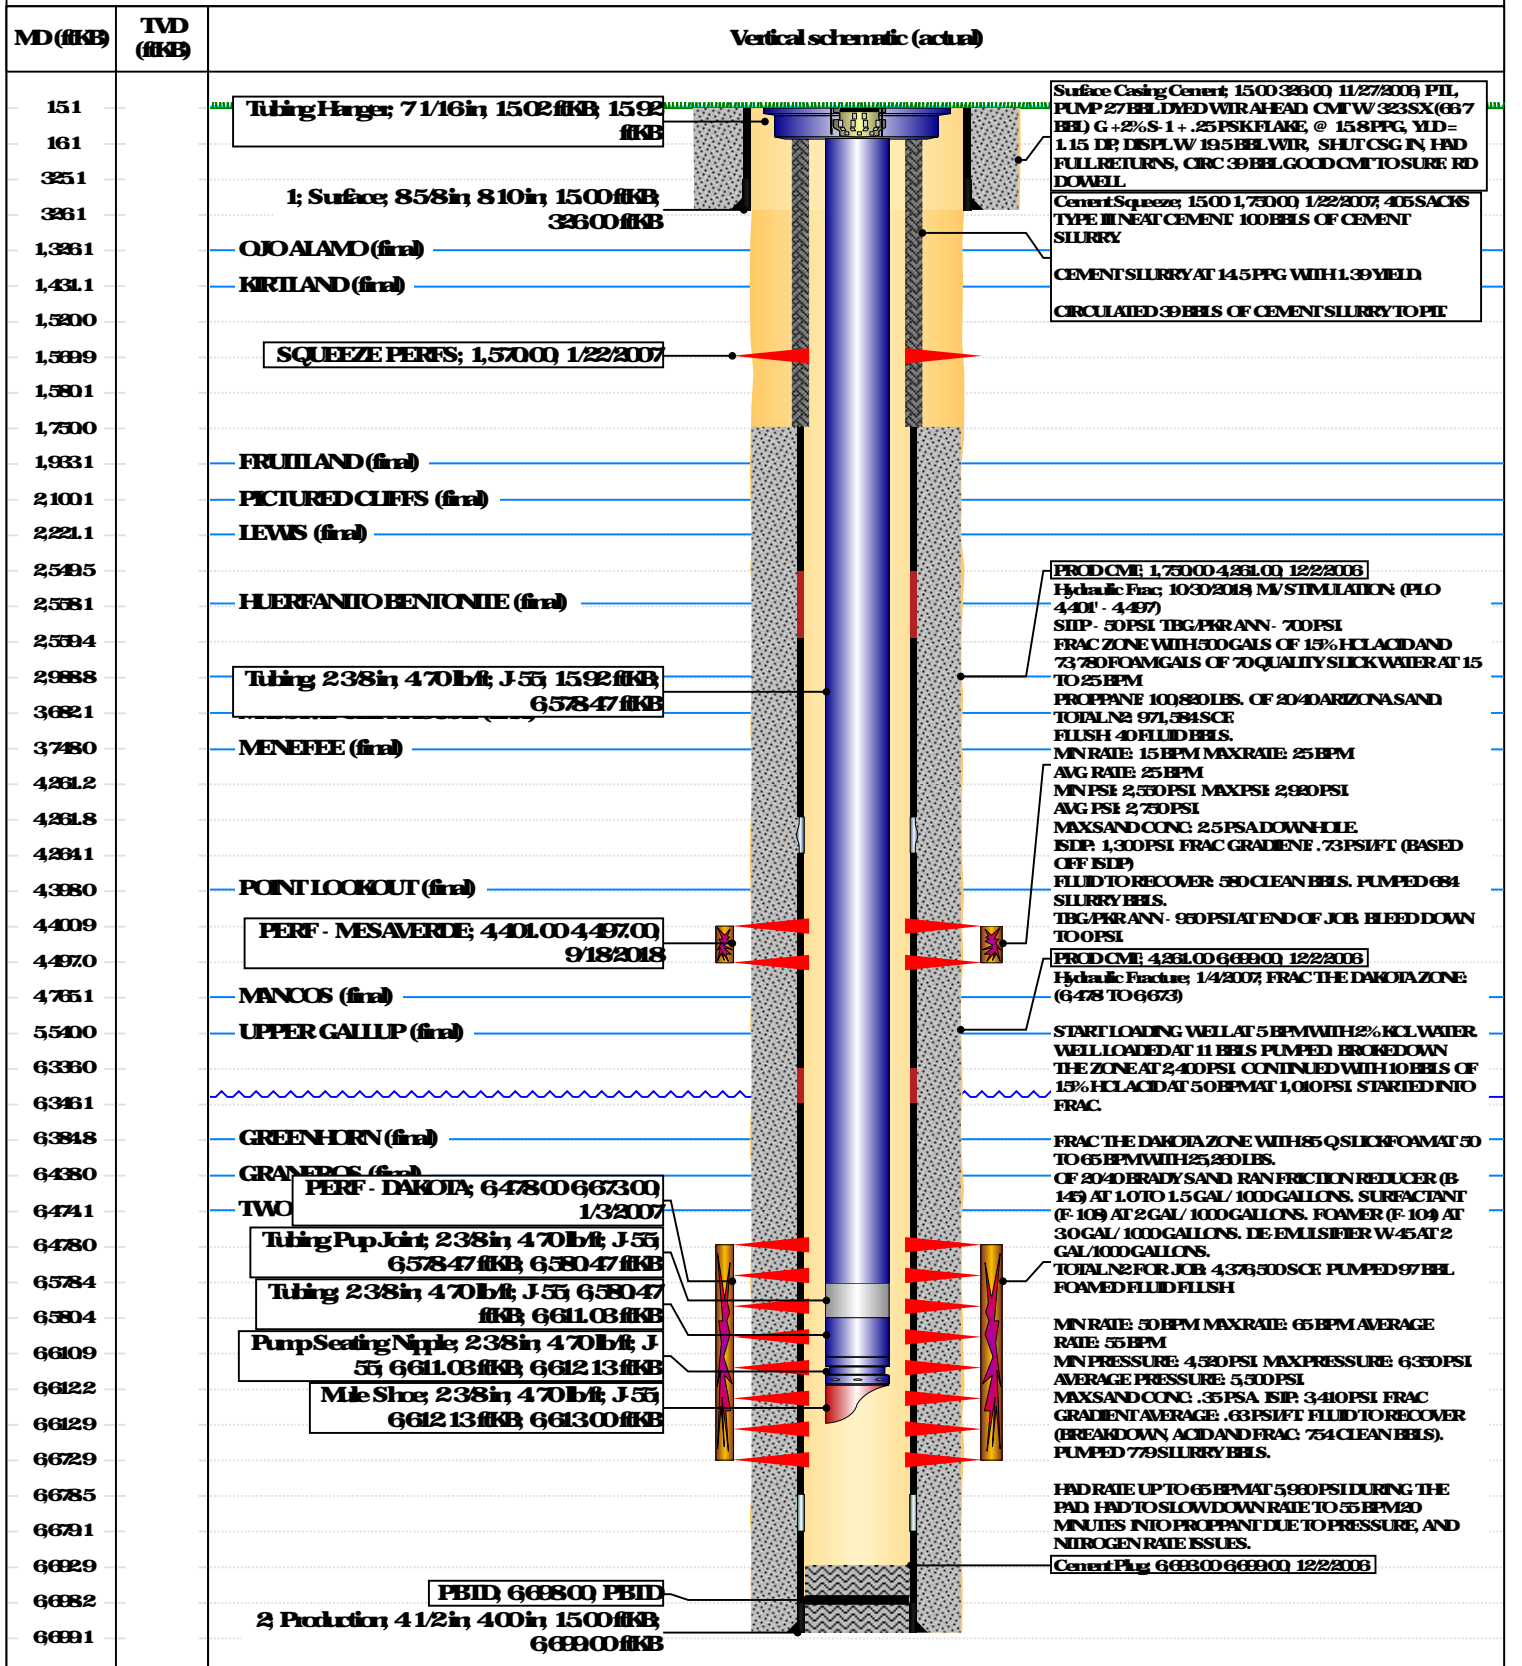 MD (ftKB)
TVD
(ftKB)
Vertical schematic (actual)
15.1
16.1
325.1
326.1
1,326.1
1,431.1
1,520.0
1,569.9
1,580.1
1,750.0
1,933.1
2,100.1
2,221.1
2,549.5
2,558.1
2,559.4
2,988.8
3,682.1
3,748.0
4,261.2
4,261.8
4,264.1
4,398.0
4,400.9
4,497.0
4,765.1
5,540.0
6,336.0
6,346.1
6,384.8
6,438.0
6,474.1
6,478.0
6,578.4
6,580.4
6,610.9
6,612.2
6,612.9
6,672.9
6,678.5
6,679.1
6,692.9
6,698.2
6,699.1
Tubing Hanger; 7 1/16 in; 15.02 ftKB; 15.92
ftKB
1; Surface; 8 5/8 in; 8.10 in; 15.00 ftKB;
326.00 ftKB
OJO ALAMO (final)
KIRTLAND (final)
SQUEEZE PERFS; 1,570.00; 1/22/2007
FRUITLAND (final)
PICTURED CLIFFS (final)
LEWIS (final)
HUERFANITO BENTONITE (final)
Tubing; 2 3/8 in; 4.70 lb/ft; J-55; 15.92 ftKB;
6,578.47 ftKB
MENEFEE (final)
POINT LOOKOUT (final)
PERF - MESAVERDE; 4,401.00 4,497.00;
9/18/2018
MANCOS (final)
UPPER GALLUP (final)
GREENHORN (final)
GRANEROS (final)
TWO
PERF - DAKOTA; 6,478.00 6,673.00;
1/3/2007
Tubing Pup Joint; 2 3/8 in; 4.70 lb/ft; J-55;
6,578.47 ftKB; 6,580.47 ftKB
Tubing; 2 3/8 in; 4.70 lb/ft; J-55; 6,580.47
ftKB; 6,611.03 ftKB
Pump Seating Nipple; 2 3/8 in; 4.70 lb/ft; J-
55; 6,611.03 ftKB; 6,612.13 ftKB
Mule Shoe; 2 3/8 in; 4.70 lb/ft; J-55;
6,612.13 ftKB; 6,613.00 ftKB
PBTD; 6,698.00; PBTD
2; Production; 4 1/2 in; 4.00 in; 15.00 ftKB;
6,699.00 ftKB
Surface Casing Cement; 15.00 326.00; 11/27/2006; PTL,
PUMP 27 BBL DYED WTR AHEAD. CMT W/ 323 SX (66.7
BBL) G +2% S-1 + .25 PSK FLAKE, @ 15.8 PPG, YLD =
1.15. DP, DISPL W/ 19.5 BBL WTR, SHUT CSG IN, HAD
FULL RETURNS, CIRC 39 BBL GOOD CMT TO SURF. RD
DOWELL
Cement Squeeze; 15.00 1,750.00; 1/22/2007; 405 SACKS
TYPE III NEAT CEMENT. 100 BBLS OF CEMENT
SLURRY.
CEMENT SLURRY AT 14.5 PPG WITH 1.39 YIELD.
CIRCULATED 39 BBLS OF CEMENT SLURRY TO PIT.
PROD CMT; 1,750.00 4,261.00; 12/2/2006
Hydraulic Frac; 10/30/2018; MV STIMULATION: (PLO
4,401' - 4,497')
SITP - 50 PSI. TBG/PKR ANN - 700 PSI.
FRAC ZONE WITH 500 GALS OF 15% HCL ACID AND
73,780 FOAM GALS OF 70 QUALITY SLICK WATER AT 15
TO 25 BPM
PROPPANT: 100,820 LBS. OF 20/40 ARIZONA SAND.
TOTAL N2: 971,584 SCF.
FLUSH: 40 FLUID BBLS.
MIN RATE: 15 BPM MAX RATE: 25 BPM
AVG RATE: 25 BPM
MIN PSI: 2,550 PSI. MAX PSI: 2,920 PSI.
AVG PSI: 2,750 PSI.
MAX SAND CONC: 2.5 PSA DOWNHOLE.
ISDP: 1,300 PSI. FRAC GRADIENT: .73 PSI/FT. (BASED
OFF ISDP)
FLUID TO RECOVER: 580 CLEAN BBLS. PUMPED 684
SLURRY BBLS.
TBG/PKR ANN - 950 PSI AT END OF JOB. BLEED DOWN
TO 0 PSI.
PROD CMT; 4,261.00 6,699.00; 12/2/2006
Hydraulic Fracture; 1/4/2007; FRAC THE DAKOTA ZONE:
(6,478' TO 6,673')
START LOADING WELL AT 5 BPM WITH 2% KCL WATER.
WELL LOADED AT 11 BBLS PUMPED. BROKEDOWN
THE ZONE AT 2,400 PSI. CONTINUED WITH 10 BBLS OF
15% HCL ACID AT 5.0 BPM AT 1,010 PSI. STARTED INTO
FRAC.
FRAC THE DAKOTA ZONE WITH 85 Q SLICK FOAM AT 50
TO 65 BPM WITH 25,260 LBS.
OF 20/40 BRADY SAND. RAN FRICTION REDUCER (B-
145) AT 1.0 TO 1.5 GAL / 1000 GALLONS. SURFACTANT
(F-108) AT 2 GAL / 1000 GALLONS. FOAMER (F-104) AT
3.0 GAL / 1000 GALLONS. DE-EMULSIFIER W-45 AT 2
GAL/1000 GALLONS.
TOTAL N2 FOR JOB: 4,376,500 SCF. PUMPED 97 BBL
FOAMED FLUID FLUSH
MIN RATE: 50 BPM MAX RATE: 65 BPM AVERAGE
RATE: 55 BPM
MIN PRESSURE: 4,520 PSI. MAX PRESSURE: 6,350 PSI.
AVERAGE PRESSURE: 5,500 PSI.
MAX SAND CONC: .35 PSA. ISIP: 3,410 PSI. FRAC
GRADIENT AVERAGE: .63 PSI/FT. FLUID TO RECOVER
(BREAKDOWN, ACID AND FRAC: 754 CLEAN BBLS).
PUMPED 779 SLURRY BBLS.
HAD RATE UP TO 65 BPM AT 5,960 PSI DURING THE
PAD. HAD TO SLOW DOWN RATE TO 55 BPM 20
MINUTES INTO PROPPANT DUE TO PRESSURE, AND
NITROGEN RATE ISSUES.
Cement Plug; 6,693.00 6,699.00; 12/2/2006